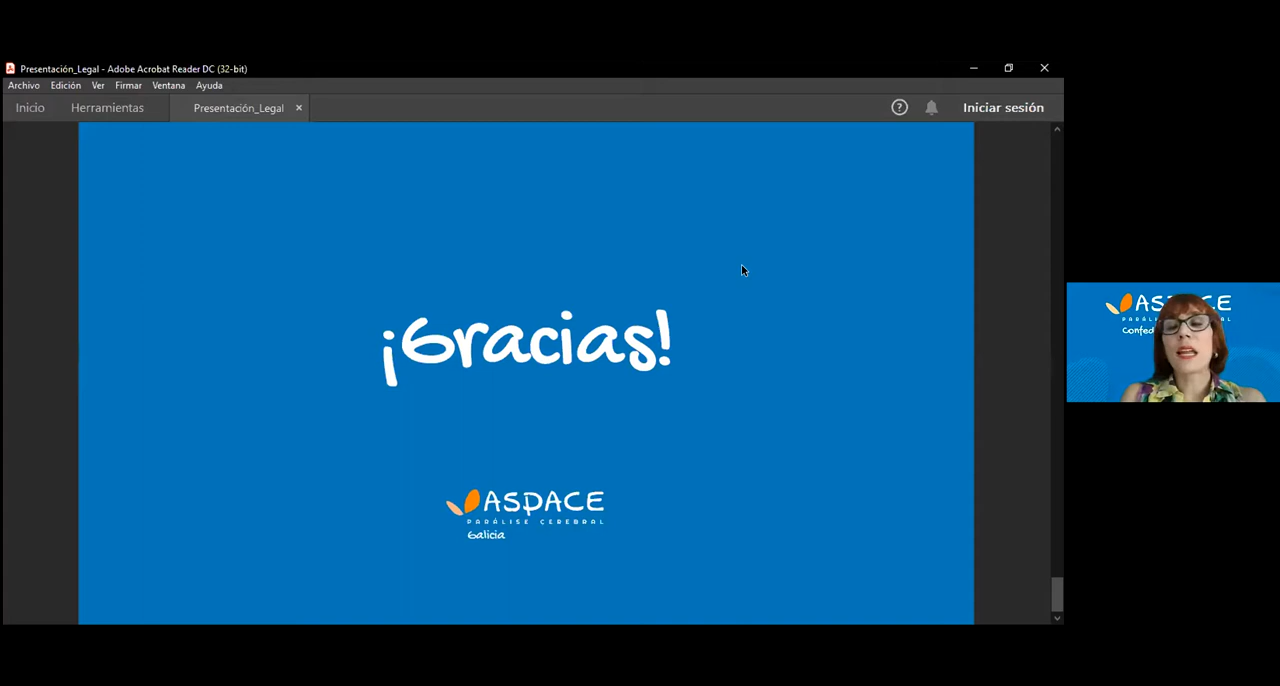 Presentación_Legal - Adobe Acrobat Reader DC (32-bit)
Archivo Edición Ver Firmar Ventana Ayuda
Inicio Herramientas Presentación_Legal × ? Iniciar sesión
¡Gracias!
ASPACE
PARÁLISE CEREBRAL
Galicia